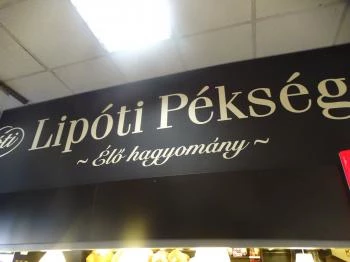 Lipóti Pékség
~ Élő hagyomány ~